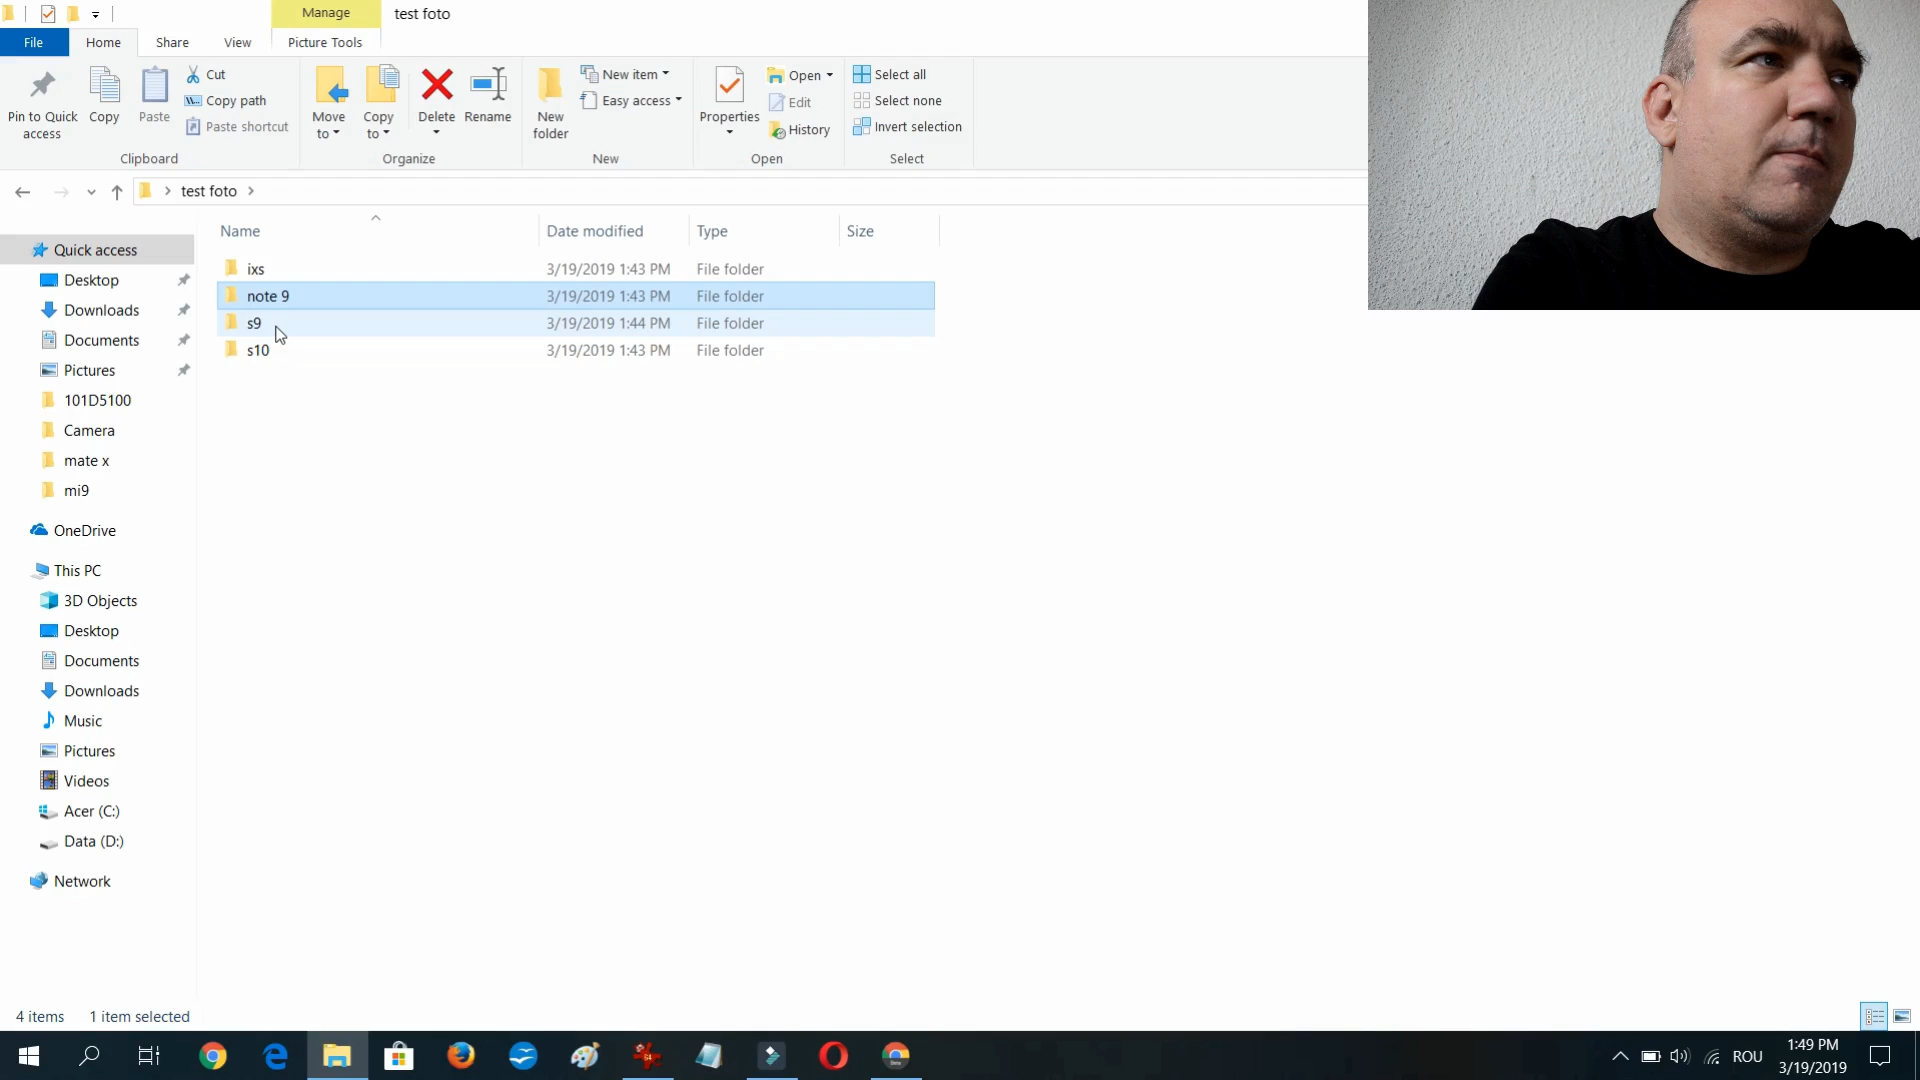 Manage
test foto
File
Home
Share
View
Picture Tools
Pin to Quick access
Copy
Paste
Cut
Copy path
Paste shortcut
Clipboard
Move to
Copy to
Delete
Rename
Organize
New folder
New item
Easy access
New
Properties
Open
Edit
History
Open
Select all
Select none
Invert selection
Select
test foto
Name
Date modified
Type
Size
ixs 3/19/2019 1:43 PM File folder
note 9 3/19/2019 1:43 PM File folder
s9 3/19/2019 1:44 PM File folder
s10 3/19/2019 1:43 PM File folder
Quick access
Desktop
Downloads
Documents
Pictures
101D5100
Camera
mate x
mi9
OneDrive
This PC
3D Objects
Desktop
Documents
Downloads
Music
Pictures
Videos
Acer (C:)
Data (D:)
Network
4 items
1 item selected
ROU
1:49 PM
3/19/2019